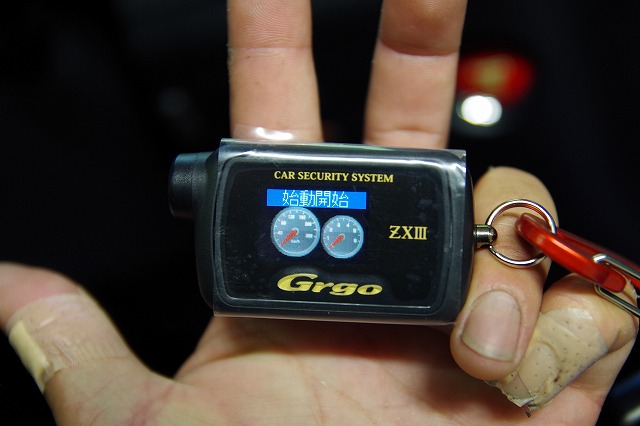 CAR SECURITY SYSTEM
始動開始
ZXIII
Grgo